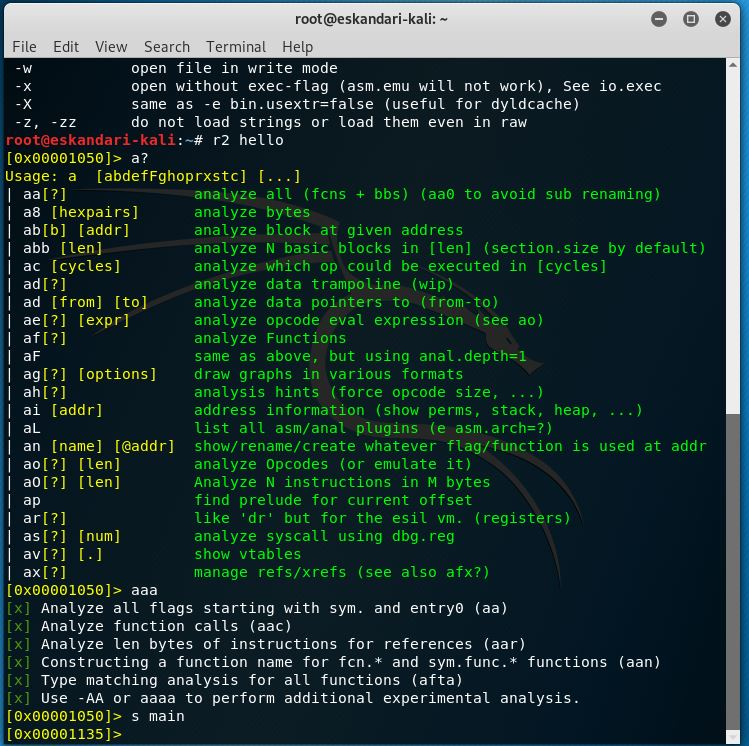 root@eskandari-kali: ~
File Edit View Search Terminal Help
 -w           open file in write mode
 -x           open without exec-flag (asm.emu will not work), See io.exec
 -X           same as -e bin.usextr=false (useful for dyldcache)
 -z, -zz      do not load strings or load them even in raw
root@eskandari-kali:~# r2 hello
[0x00001050]> a?
Usage: a  [abdefFghoprxstc] [...]
| aa[?]              analyze all (fcns + bbs) (aa0 to avoid sub renaming)
| a8 [hexpairs]      analyze bytes
| ab[b] [addr]       analyze block at given address
| abb [len]          analyze N basic blocks in [len] (section.size by default)
| ac [cycles]        analyze which op could be executed in [cycles]
| ad[?]              analyze data trampoline (wip)
| ad [from] [to]     analyze data pointers to (from-to)
| ae[?] [expr]       analyze opcode eval expression (see ao)
| af[?]              analyze Functions
| aF                 same as above, but using anal.depth=1
| ag[?] [options]    draw graphs in various formats
| ah[?]              analysis hints (force opcode size, ...)
| ai [addr]          address information (show perms, stack, heap, ...)
| aL                 list all asm/anal plugins (e asm.arch=?)
| an [name] [@addr]  show/rename/create whatever flag/function is used at addr
| ao[?] [len]        analyze Opcodes (or emulate it)
| aO[?] [len]        Analyze N instructions in M bytes
| ap                 find prelude for current offset
| ar[?]              like 'dr' but for the esil vm. (registers)
| as[?] [num]        analyze syscall using dbg.reg
| av[?] [.]          show vtables
| ax[?]              manage refs/xrefs (see also afx?)
[0x00001050]> aaa
[x] Analyze all flags starting with sym. and entry0 (aa)
[x] Analyze function calls (aac)
[x] Analyze len bytes of instructions for references (aar)
[x] Constructing a function name for fcn.* and sym.func.* functions (aan)
[x] Type matching analysis for all functions (afta)
[x] Use -AA or aaaa to perform additional experimental analysis.
[0x00001050]> s main
[0x00001135]>